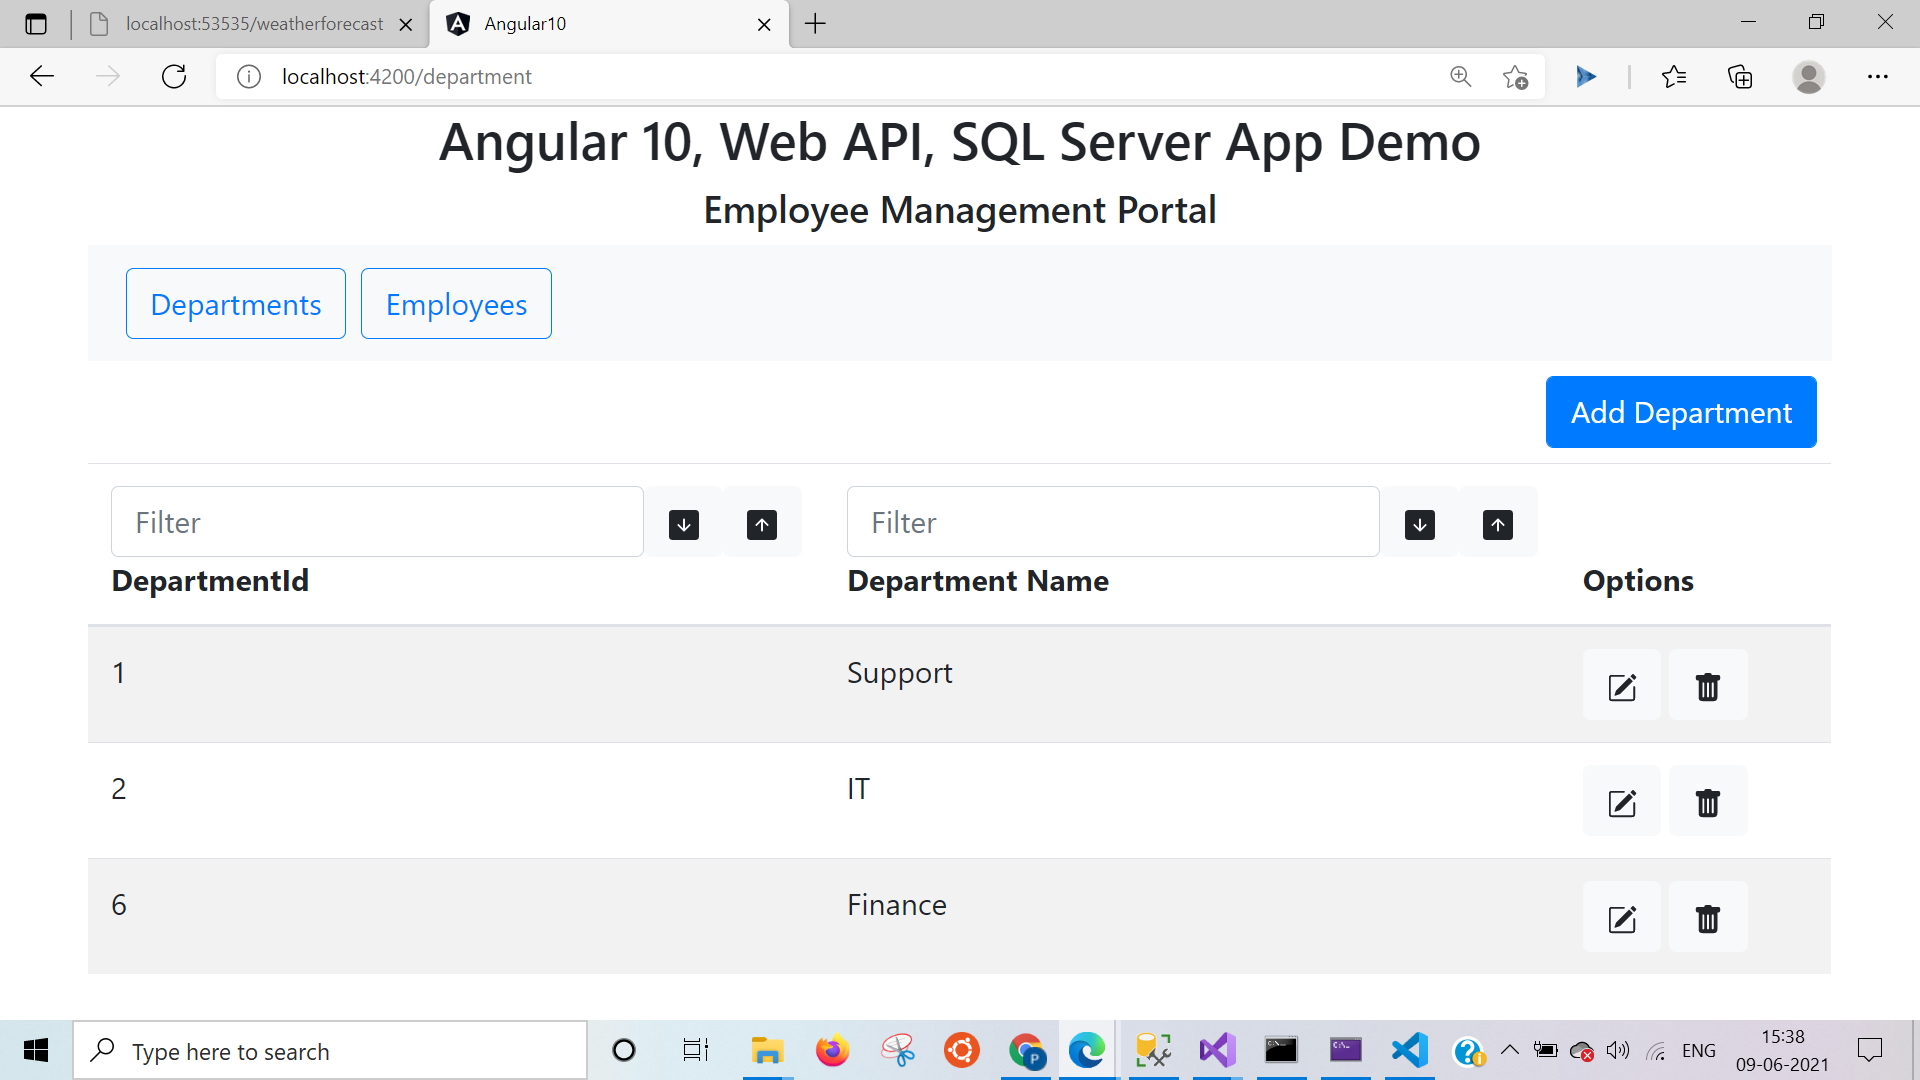 localhost:53535/weatherforecast
Angular10
localhost:4200/department
Angular 10, Web API, SQL Server App Demo
Employee Management Portal
Departments Employees
Add Department
Filter Filter
DepartmentId Department Name Options
1 Support
2 IT
6 Finance
Type here to search
ENG
15:38
09-06-2021